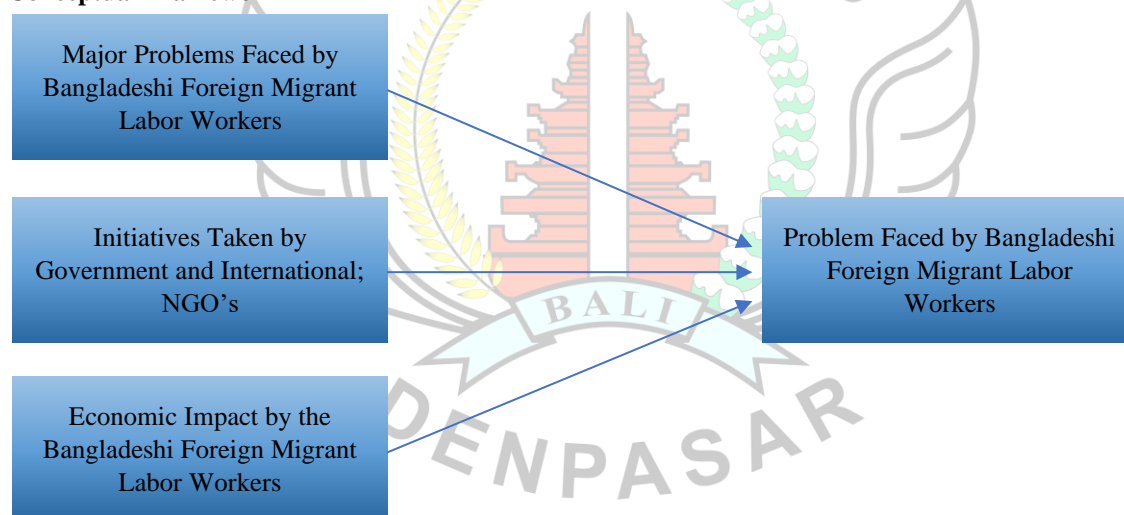 Major Problems Faced by
Bangladeshi Foreign Migrant
Labor Workers
Initiatives Taken by
Government and International;
NGO's
Problem Faced by Bangladeshi
Foreign Migrant Labor
Workers
Economic Impact by the
Bangladeshi Foreign Migrant
Labor Workers
BALI
DENPASAR